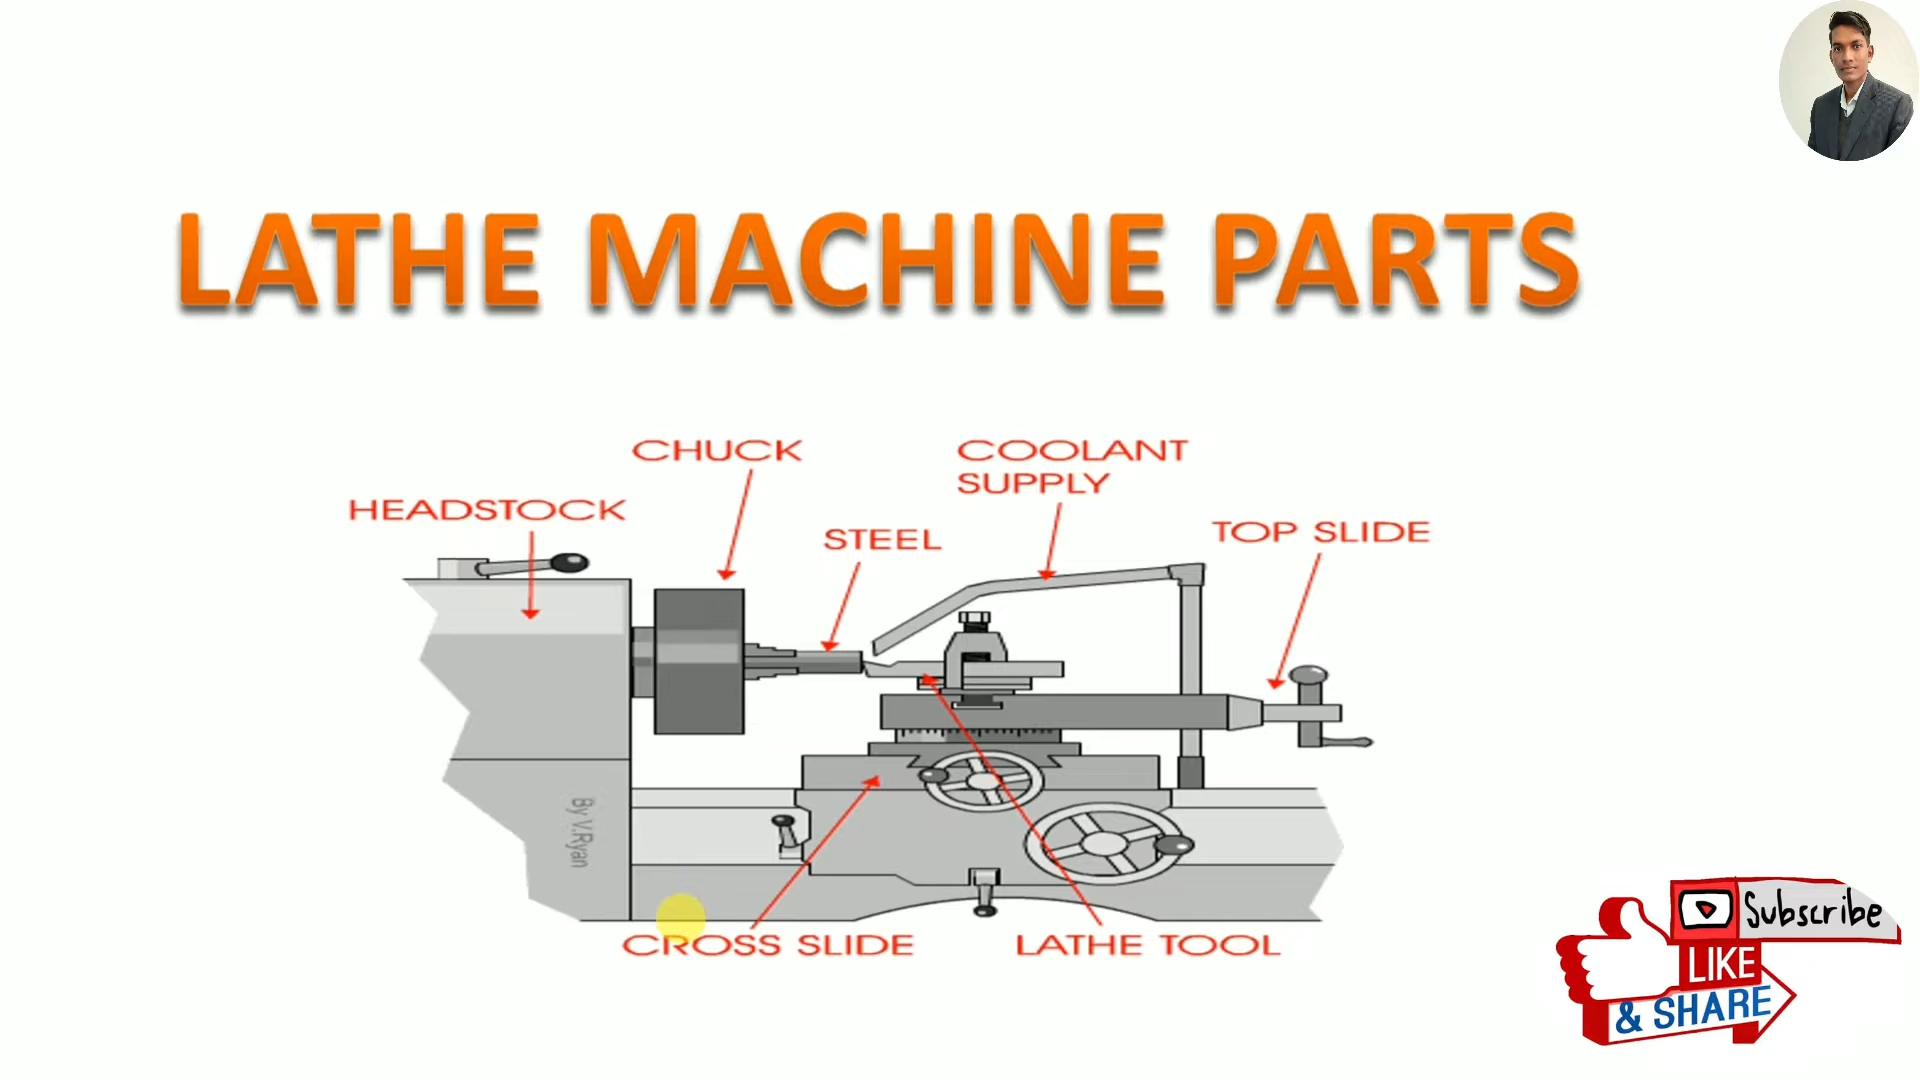 LATHE MACHINE PARTS
CHUCK
COOLANT
SUPPLY
HEADSTOCK
STEEL
TOP SLIDE
By V.Ryan
CROSS SLIDE
LATHE TOOL
Subscribe
LIKE
& SHARE